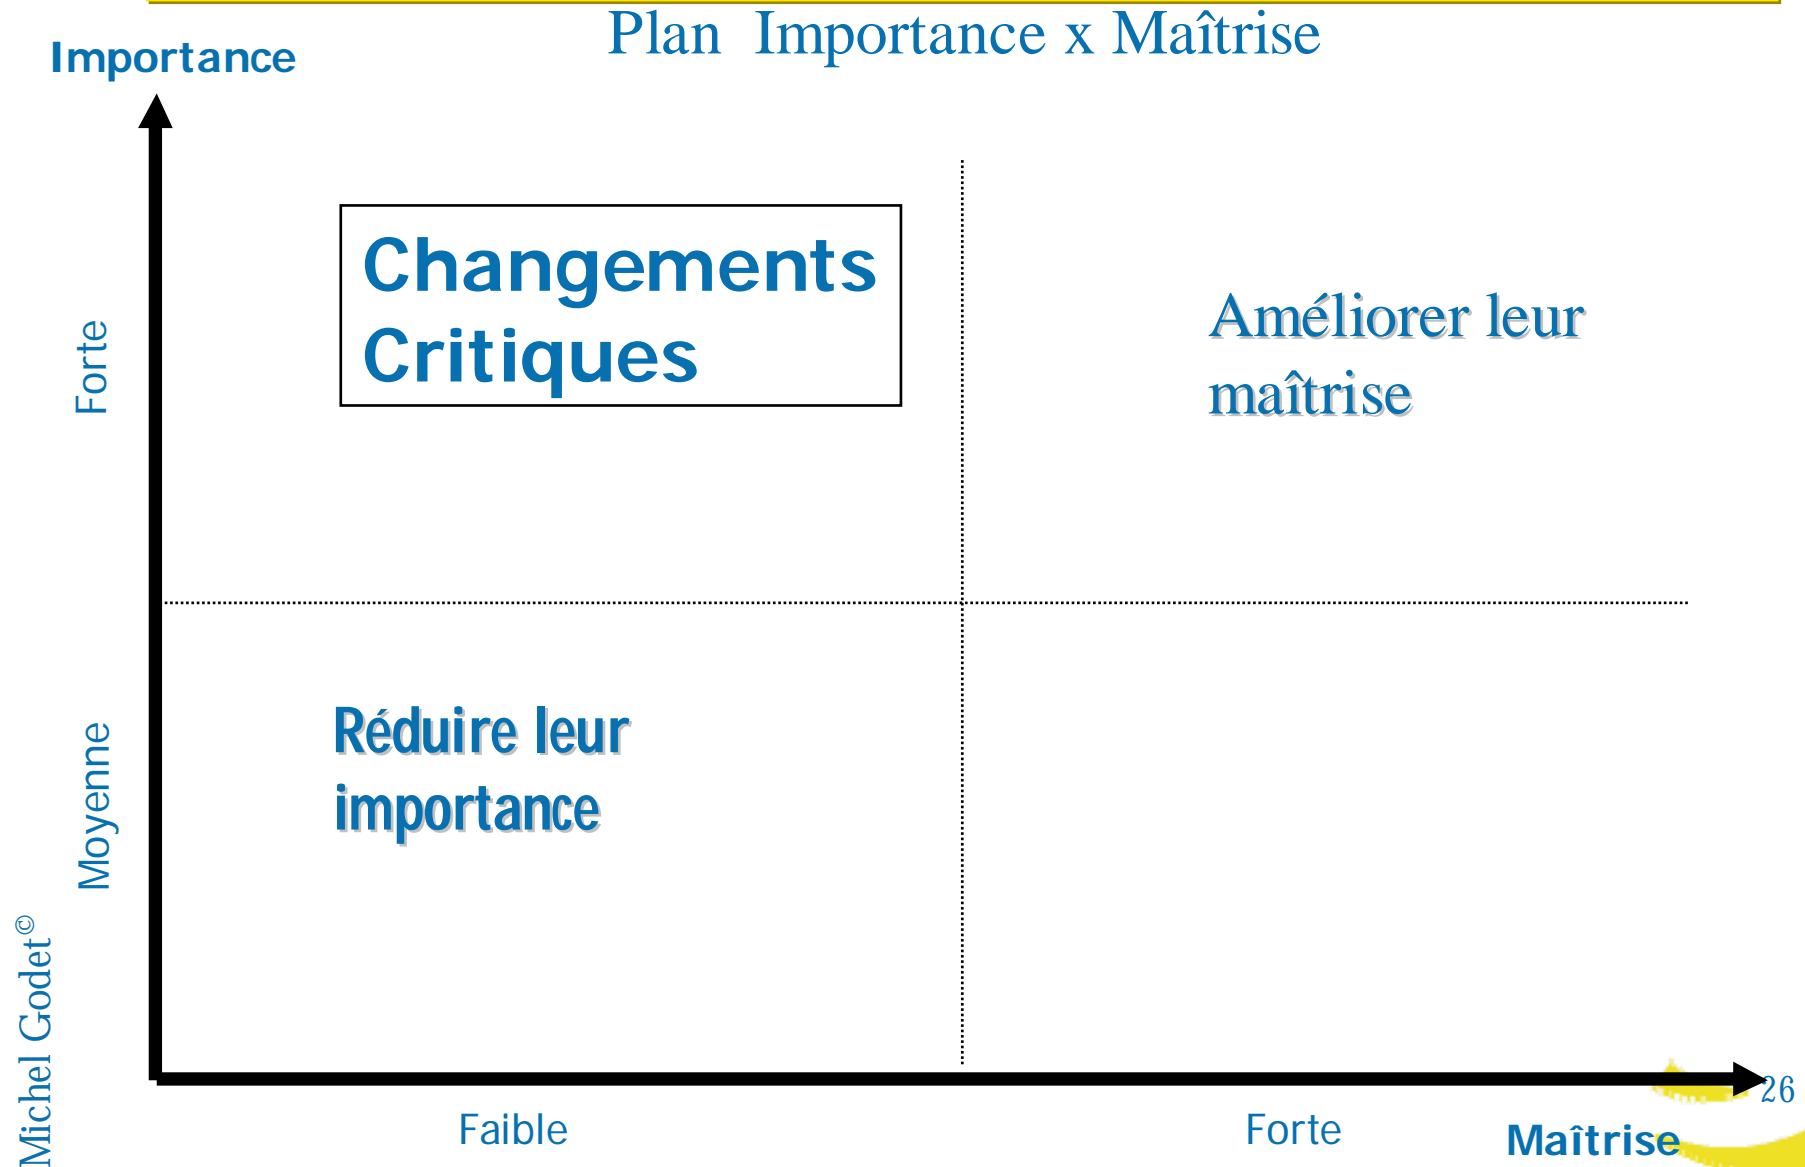 Plan Importance x Maîtrise
Importance
Forte
Changements
Critiques
Améliorer leur
maîtrise
Moyenne
Réduire leur
importance
Michel Godet©
Faible
Forte
Maîtrise
26